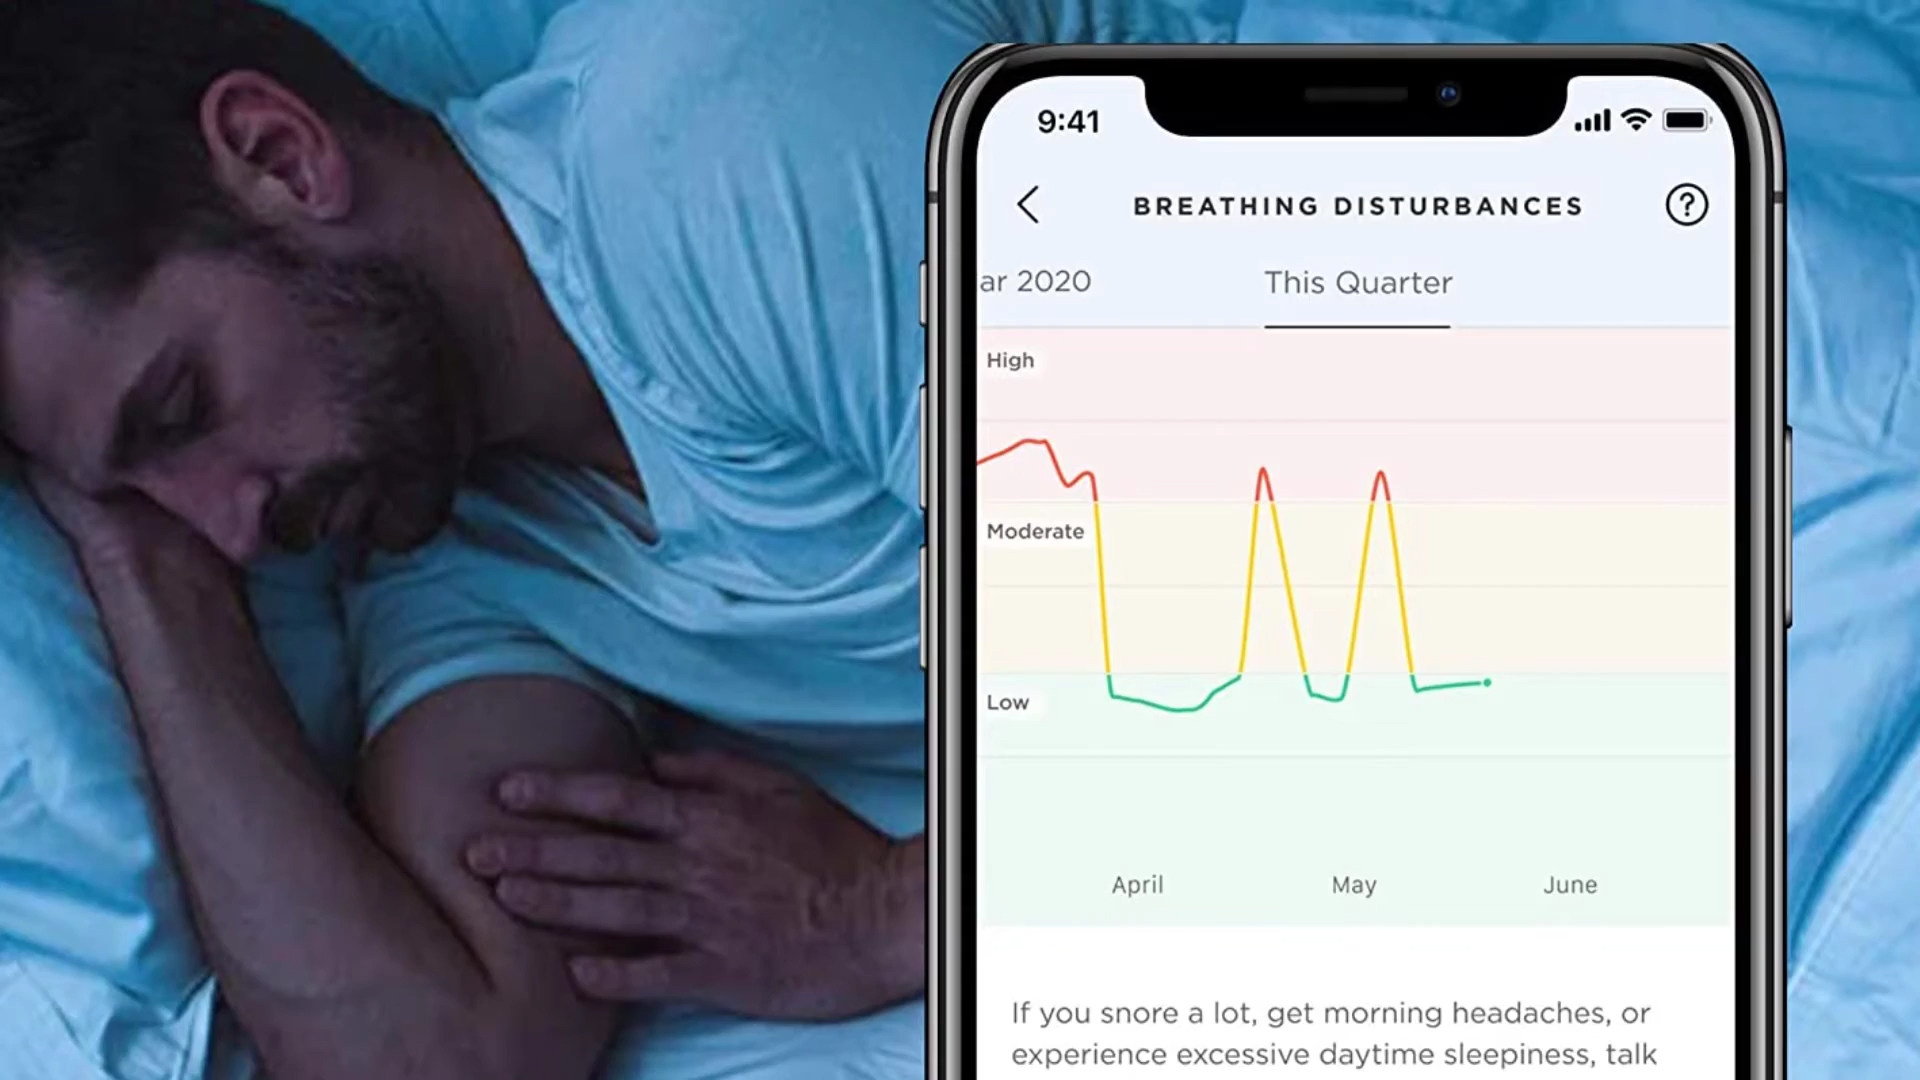 9:41
BREATHING DISTURBANCES
ar 2020 This Quarter
High
Moderate
Low
April May June
If you snore a lot, get morning headaches, or
experience excessive daytime sleepiness, talk